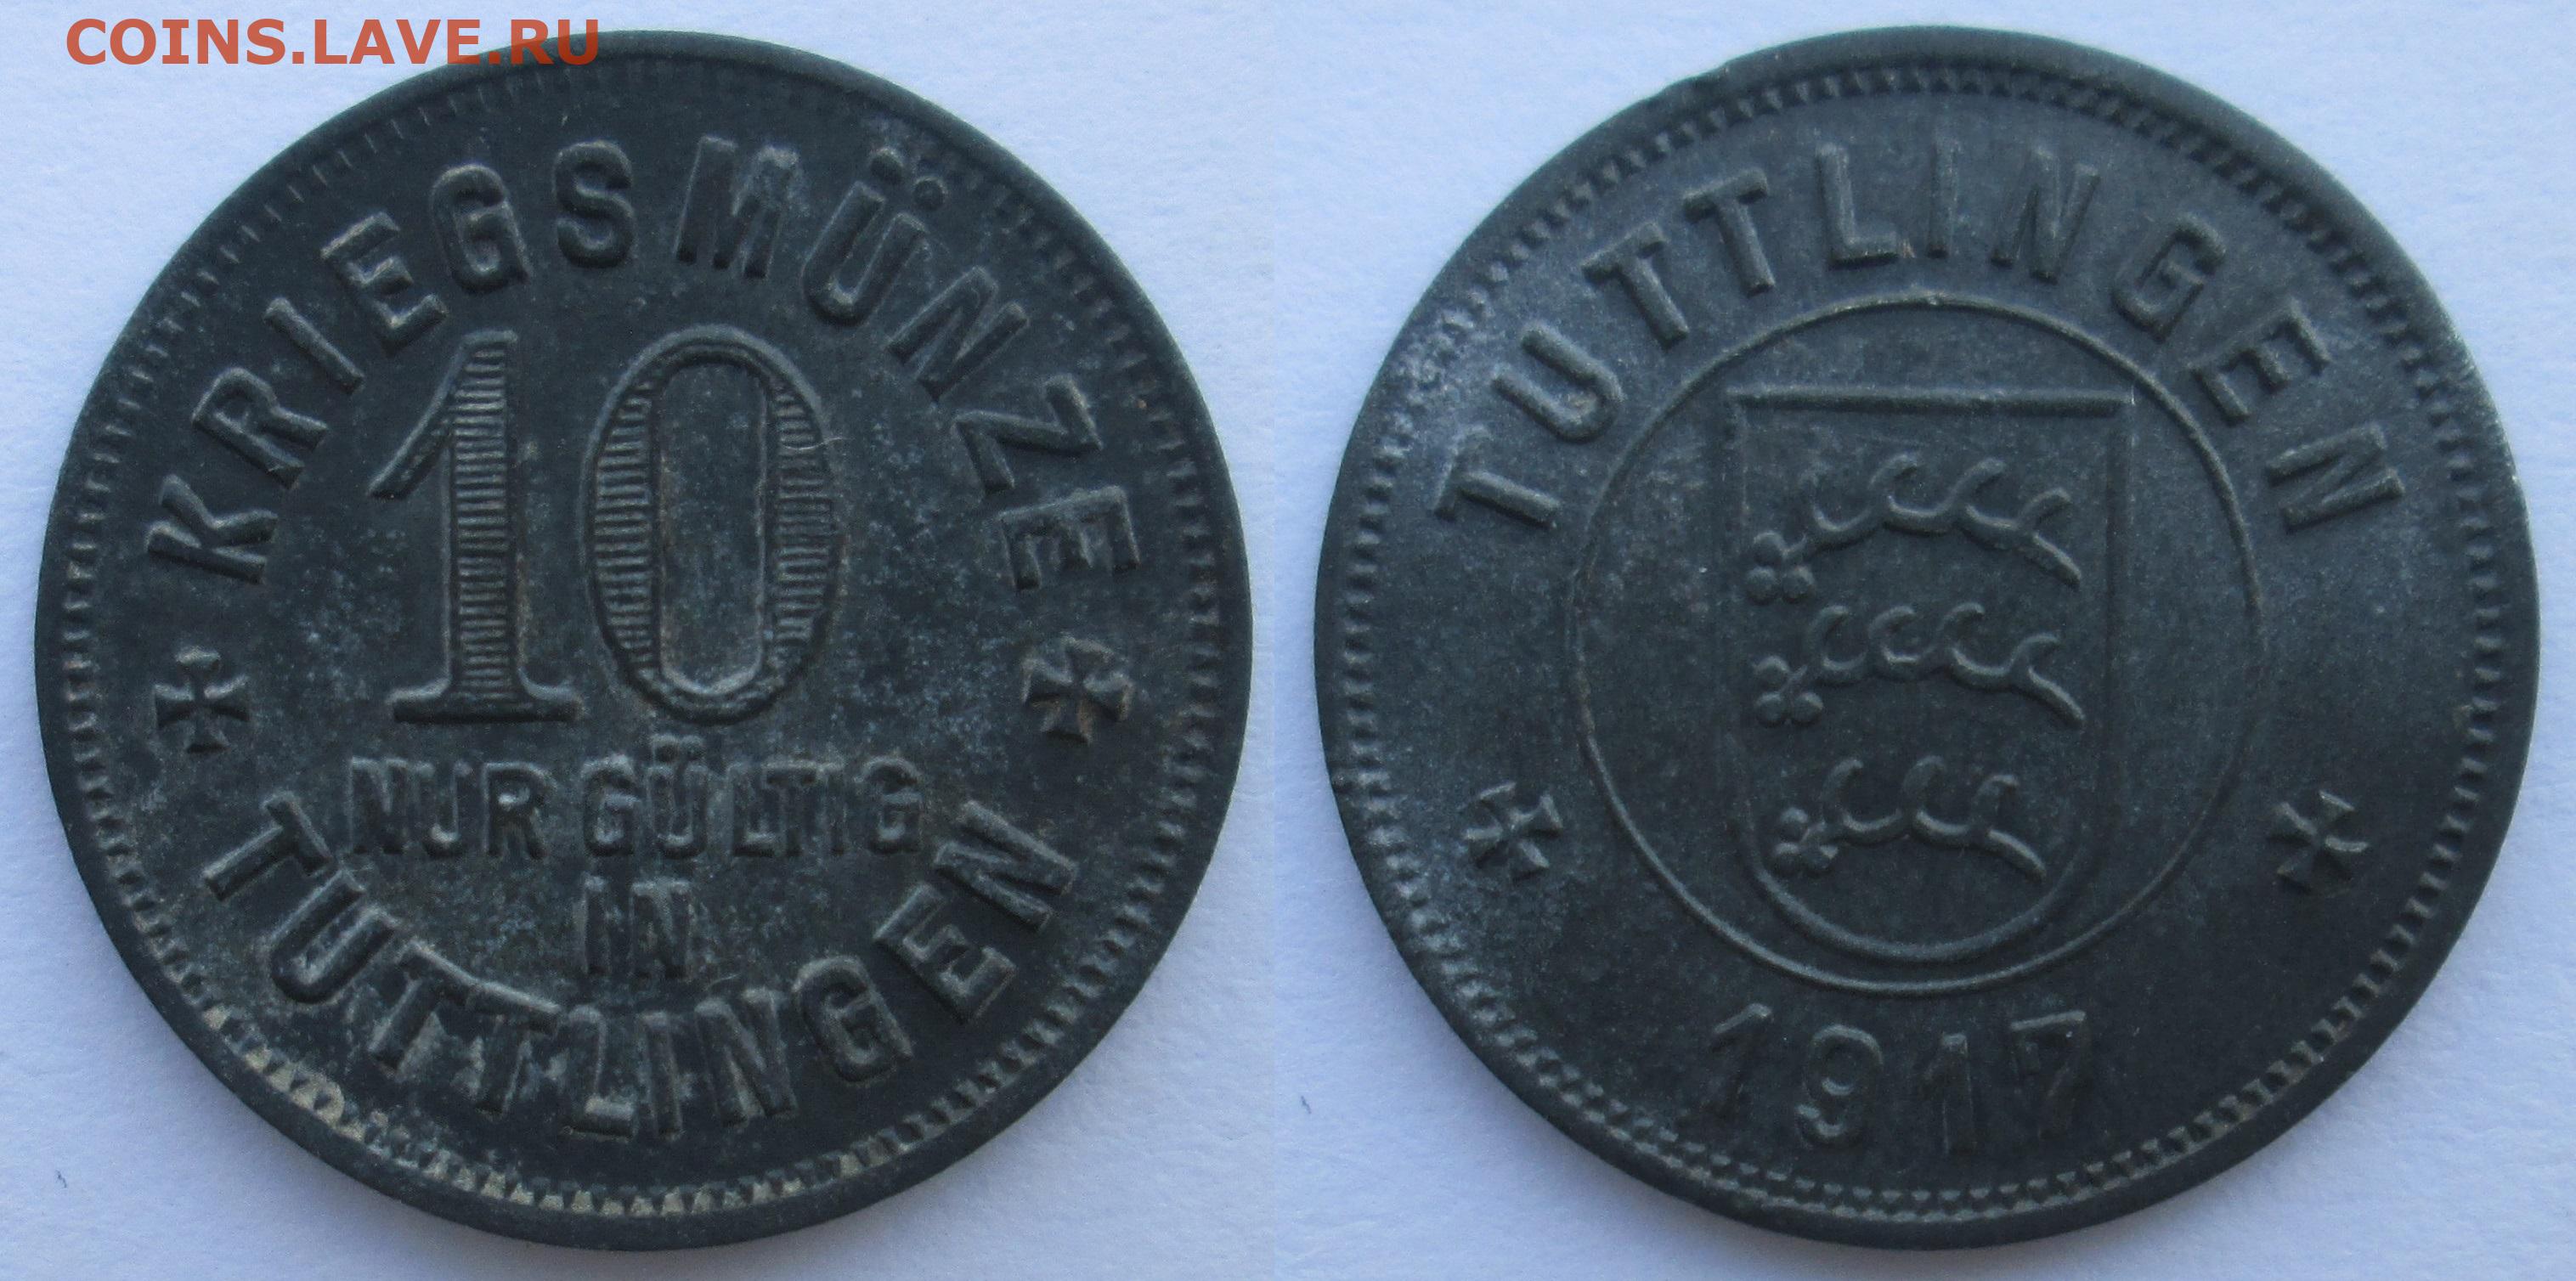 COINS.LAVE.RU
KRIEGSMÜNZE
10
NUR GÜLTIG
IN
TUTTLINGEN
TUTTLINGEN
1917